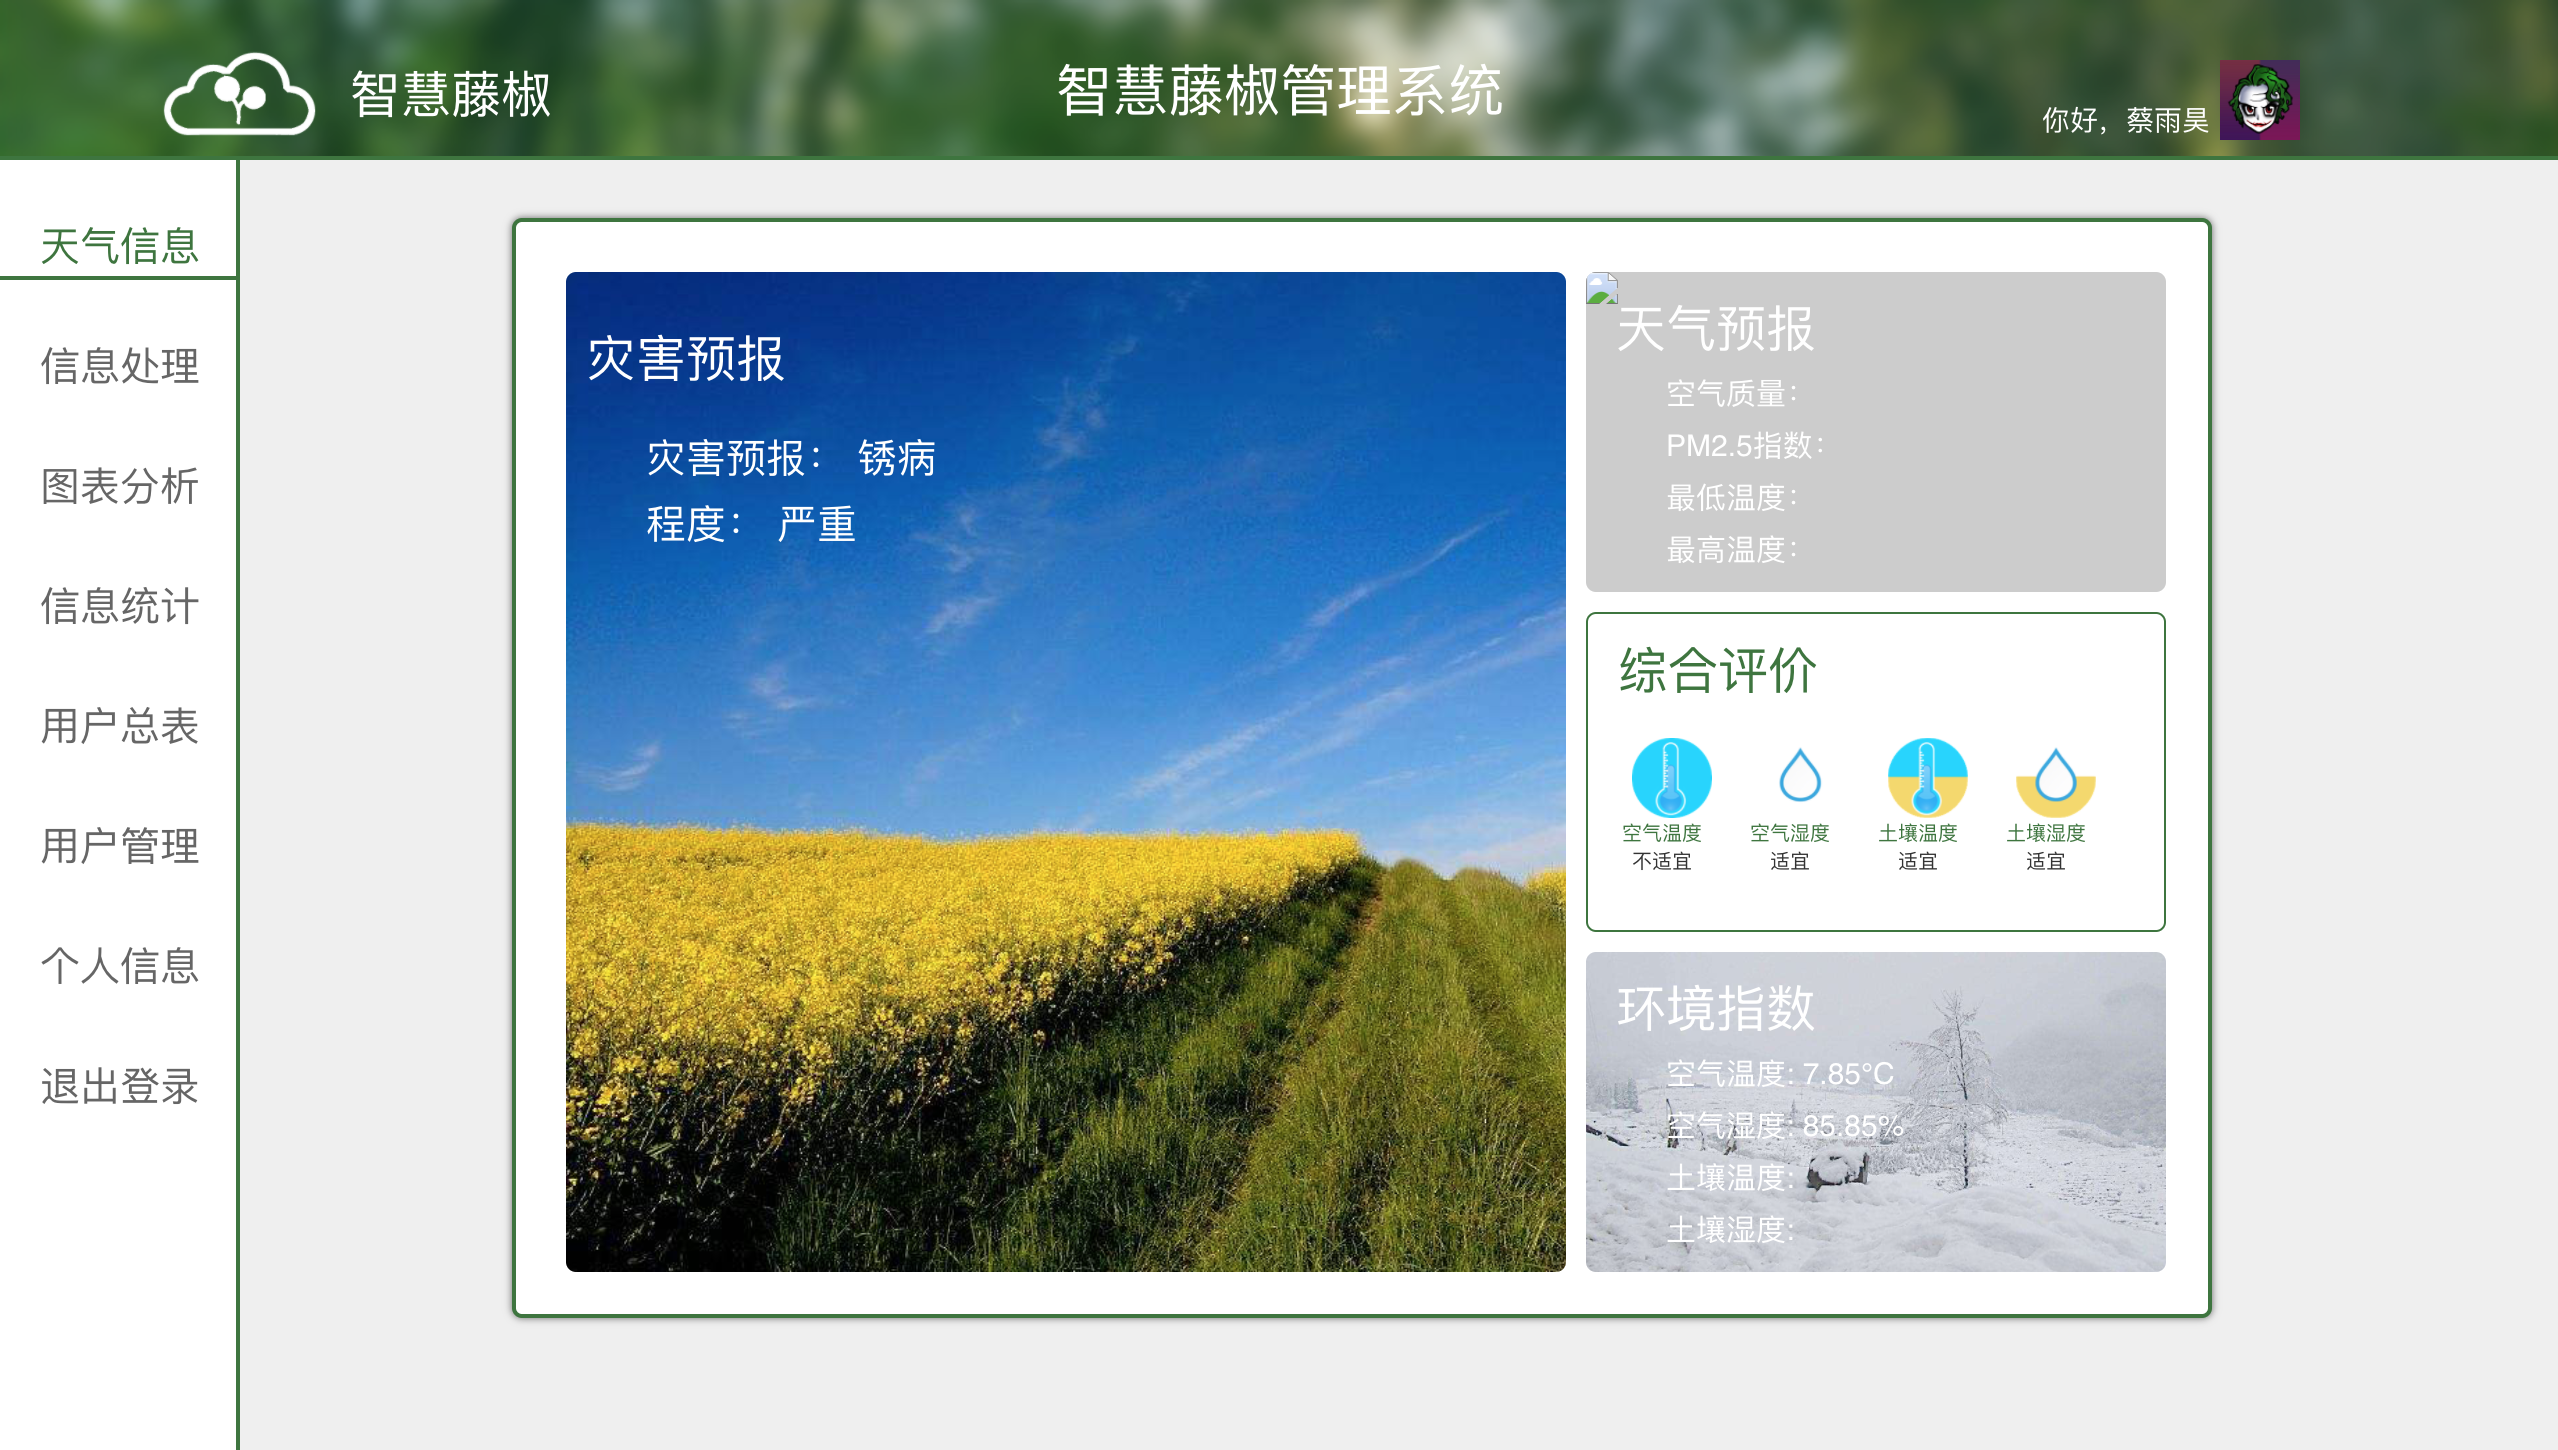 智慧藤椒
智慧藤椒管理系统
你好，蔡雨昊
天气信息
信息处理
图表分析
信息统计
用户总表
用户管理
个人信息
退出登录
灾害预报
灾害预报： 锈病
程度： 严重
天气预报
空气质量：
PM2.5指数：
最低温度：
最高温度：
综合评价
空气温度 空气湿度 土壤温度 土壤湿度
不适宜 适宜 适宜 适宜
环境指数
空气温度: 7.85°C
空气湿度: 85.85%
土壤温度:
土壤湿度: